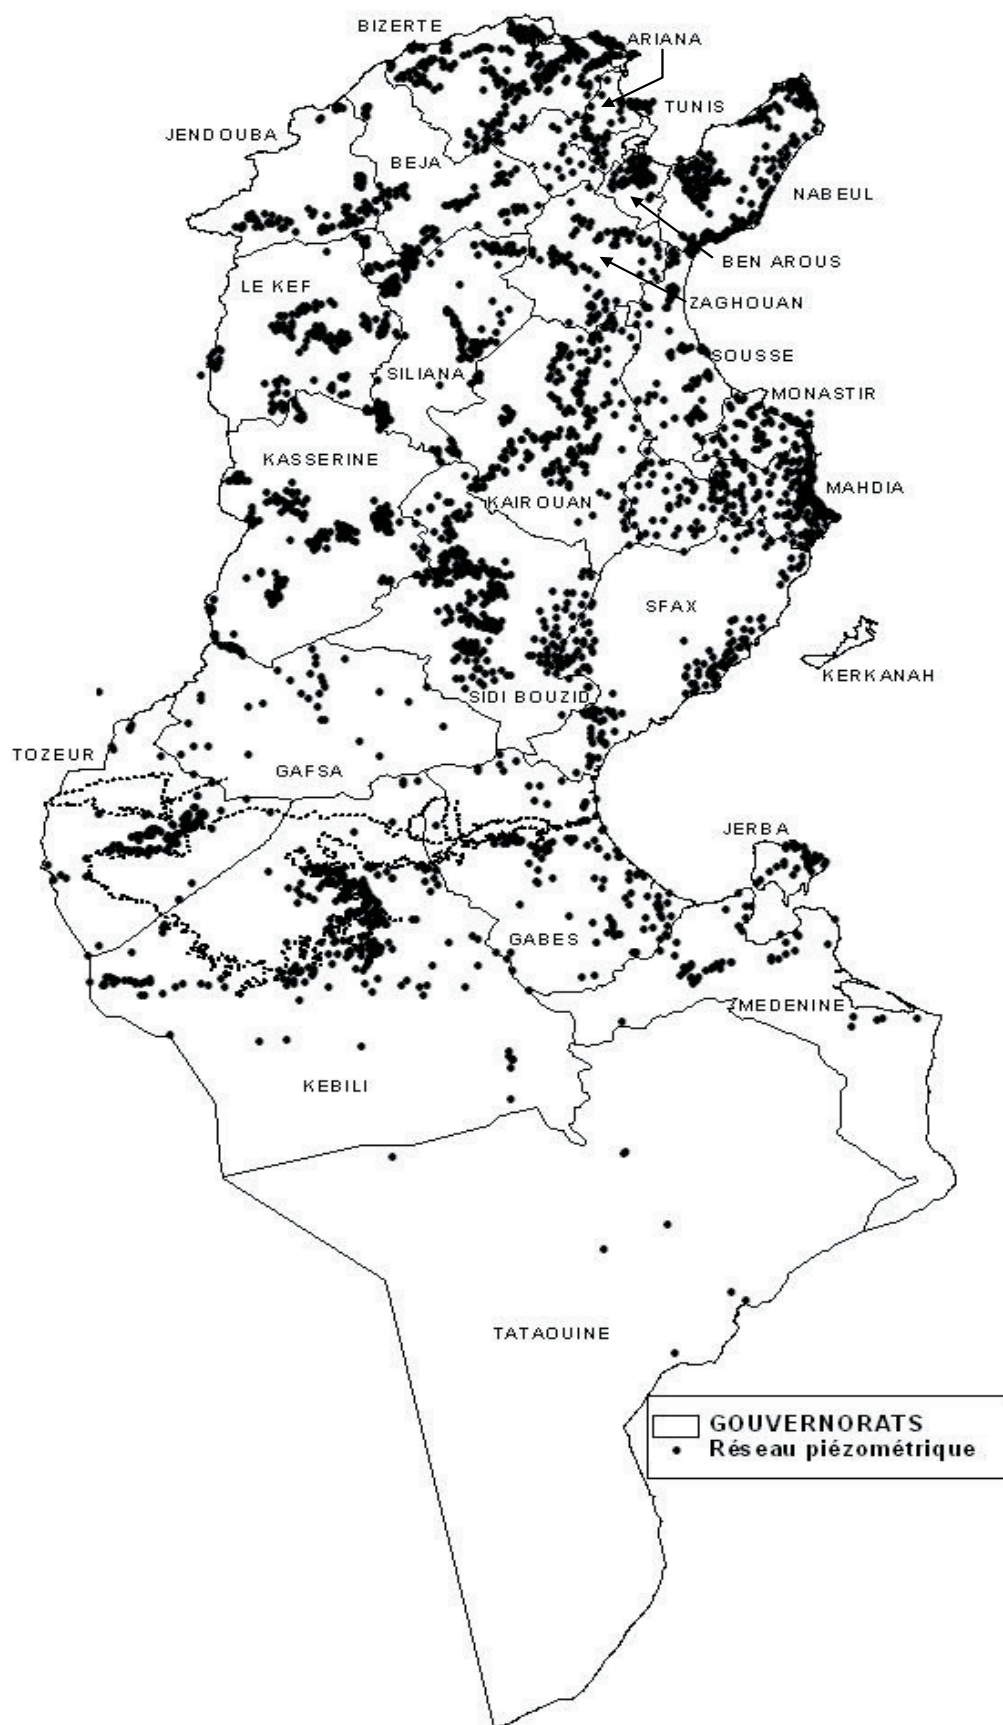 BIZERTE
ARIANA
TUNIS
JENDOUBA
BEJA
NABEUL
BEN AROUS
LE KEF
ZAGHOUAN
SOUSSE
SILIANA
MONASTIR
KASSERINE
MAHDIA
KAIROUAN
SFAX
KERKANAH
SIDI BOUZID
TOZEUR
GAFSA
JERBA
GABES
MEDENINE
KEBILI
TATAOUINE
GOUVERNORATS
Réseau piézométrique